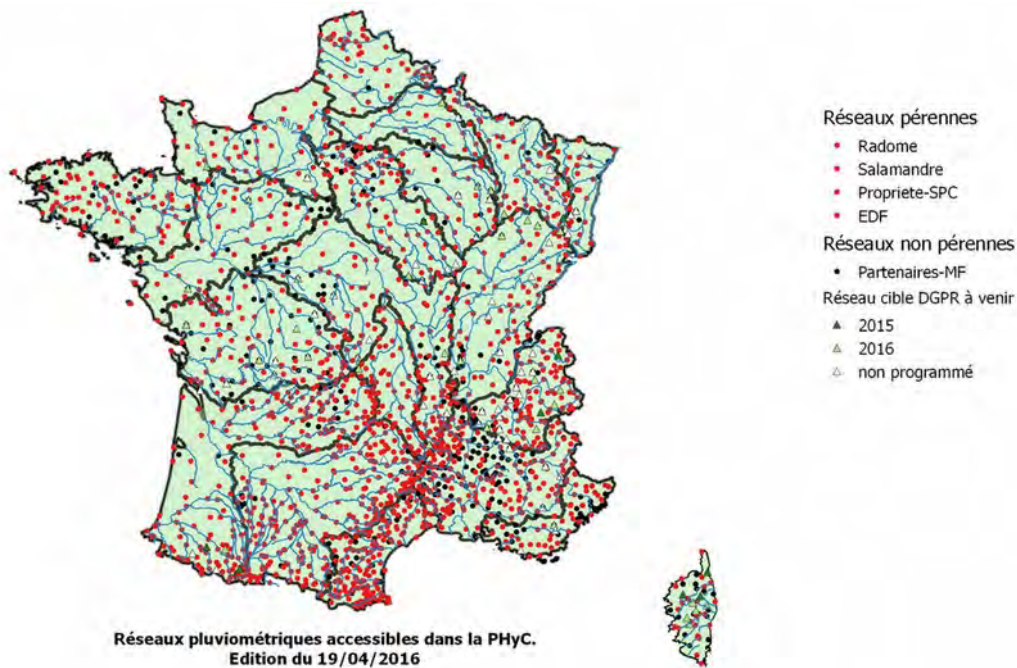 Réseaux pérennes
Radome
Salamandre
Propriete-SPC
EDF
Réseaux non pérennes
Partenaires-MF
Réseau cible DGPR à venir
2015
2016
non programmé
Réseaux pluviométriques accessibles dans la PHyC.
Edition du 19/04/2016